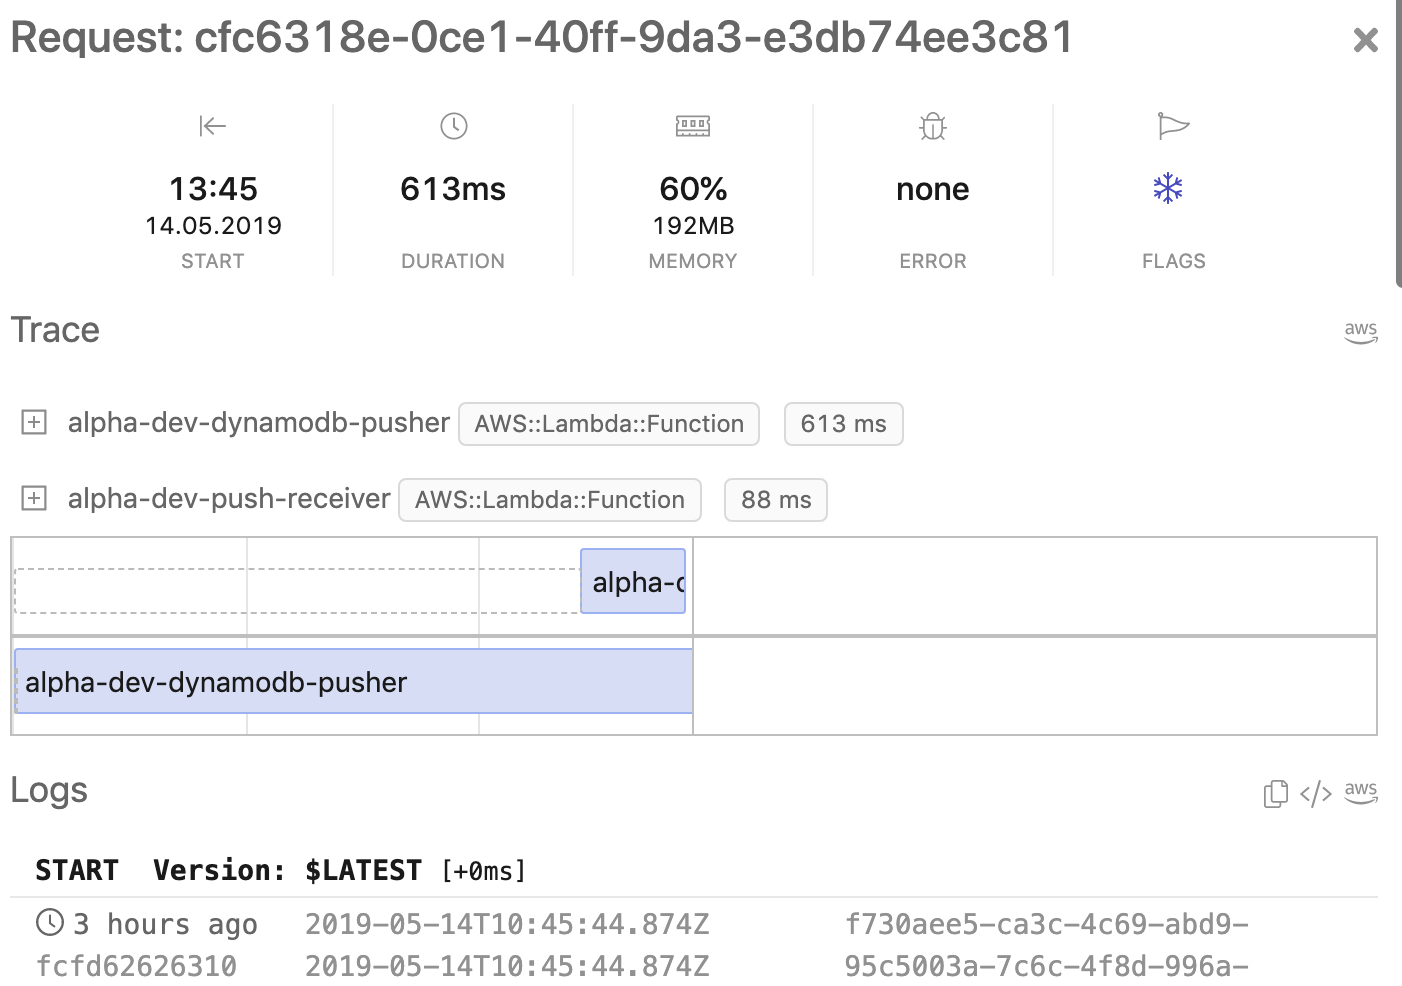 Request: cfc6318e-0ce1-40ff-9da3-e3db74ee3c81
13:45
14.05.2019
START
613ms
DURATION
60%
192MB
MEMORY
none
ERROR
FLAGS
Trace
aws
alpha-dev-dynamodb-pusher AWS::Lambda::Function 613 ms
alpha-dev-push-receiver AWS::Lambda::Function 88 ms
alpha-d
alpha-dev-dynamodb-pusher
Logs
</> aws
START Version: $LATEST [+0ms]
3 hours ago 2019-05-14T10:45:44.874Z f730aee5-ca3c-4c69-abd9-
fcfd62626310 2019-05-14T10:45:44.874Z 95c5003a-7c6c-4f8d-996a-